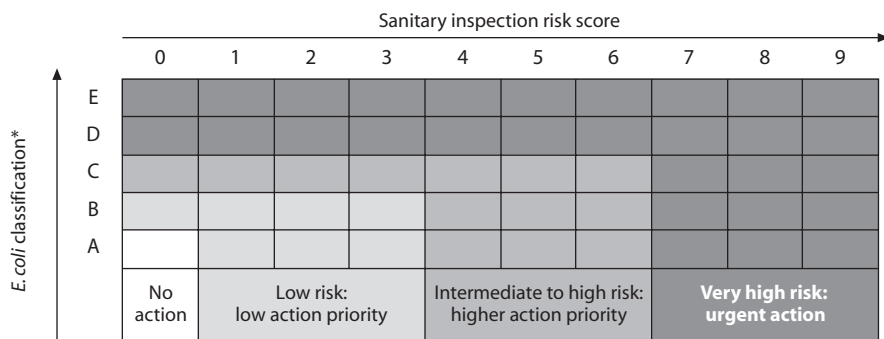 Sanitary inspection risk score
0 1 2 3 4 5 6 7 8 9
E. coli classification*
E
D
C
B
A
No
action
Low risk:
low action priority
Intermediate to high risk:
higher action priority
Very high risk:
urgent action